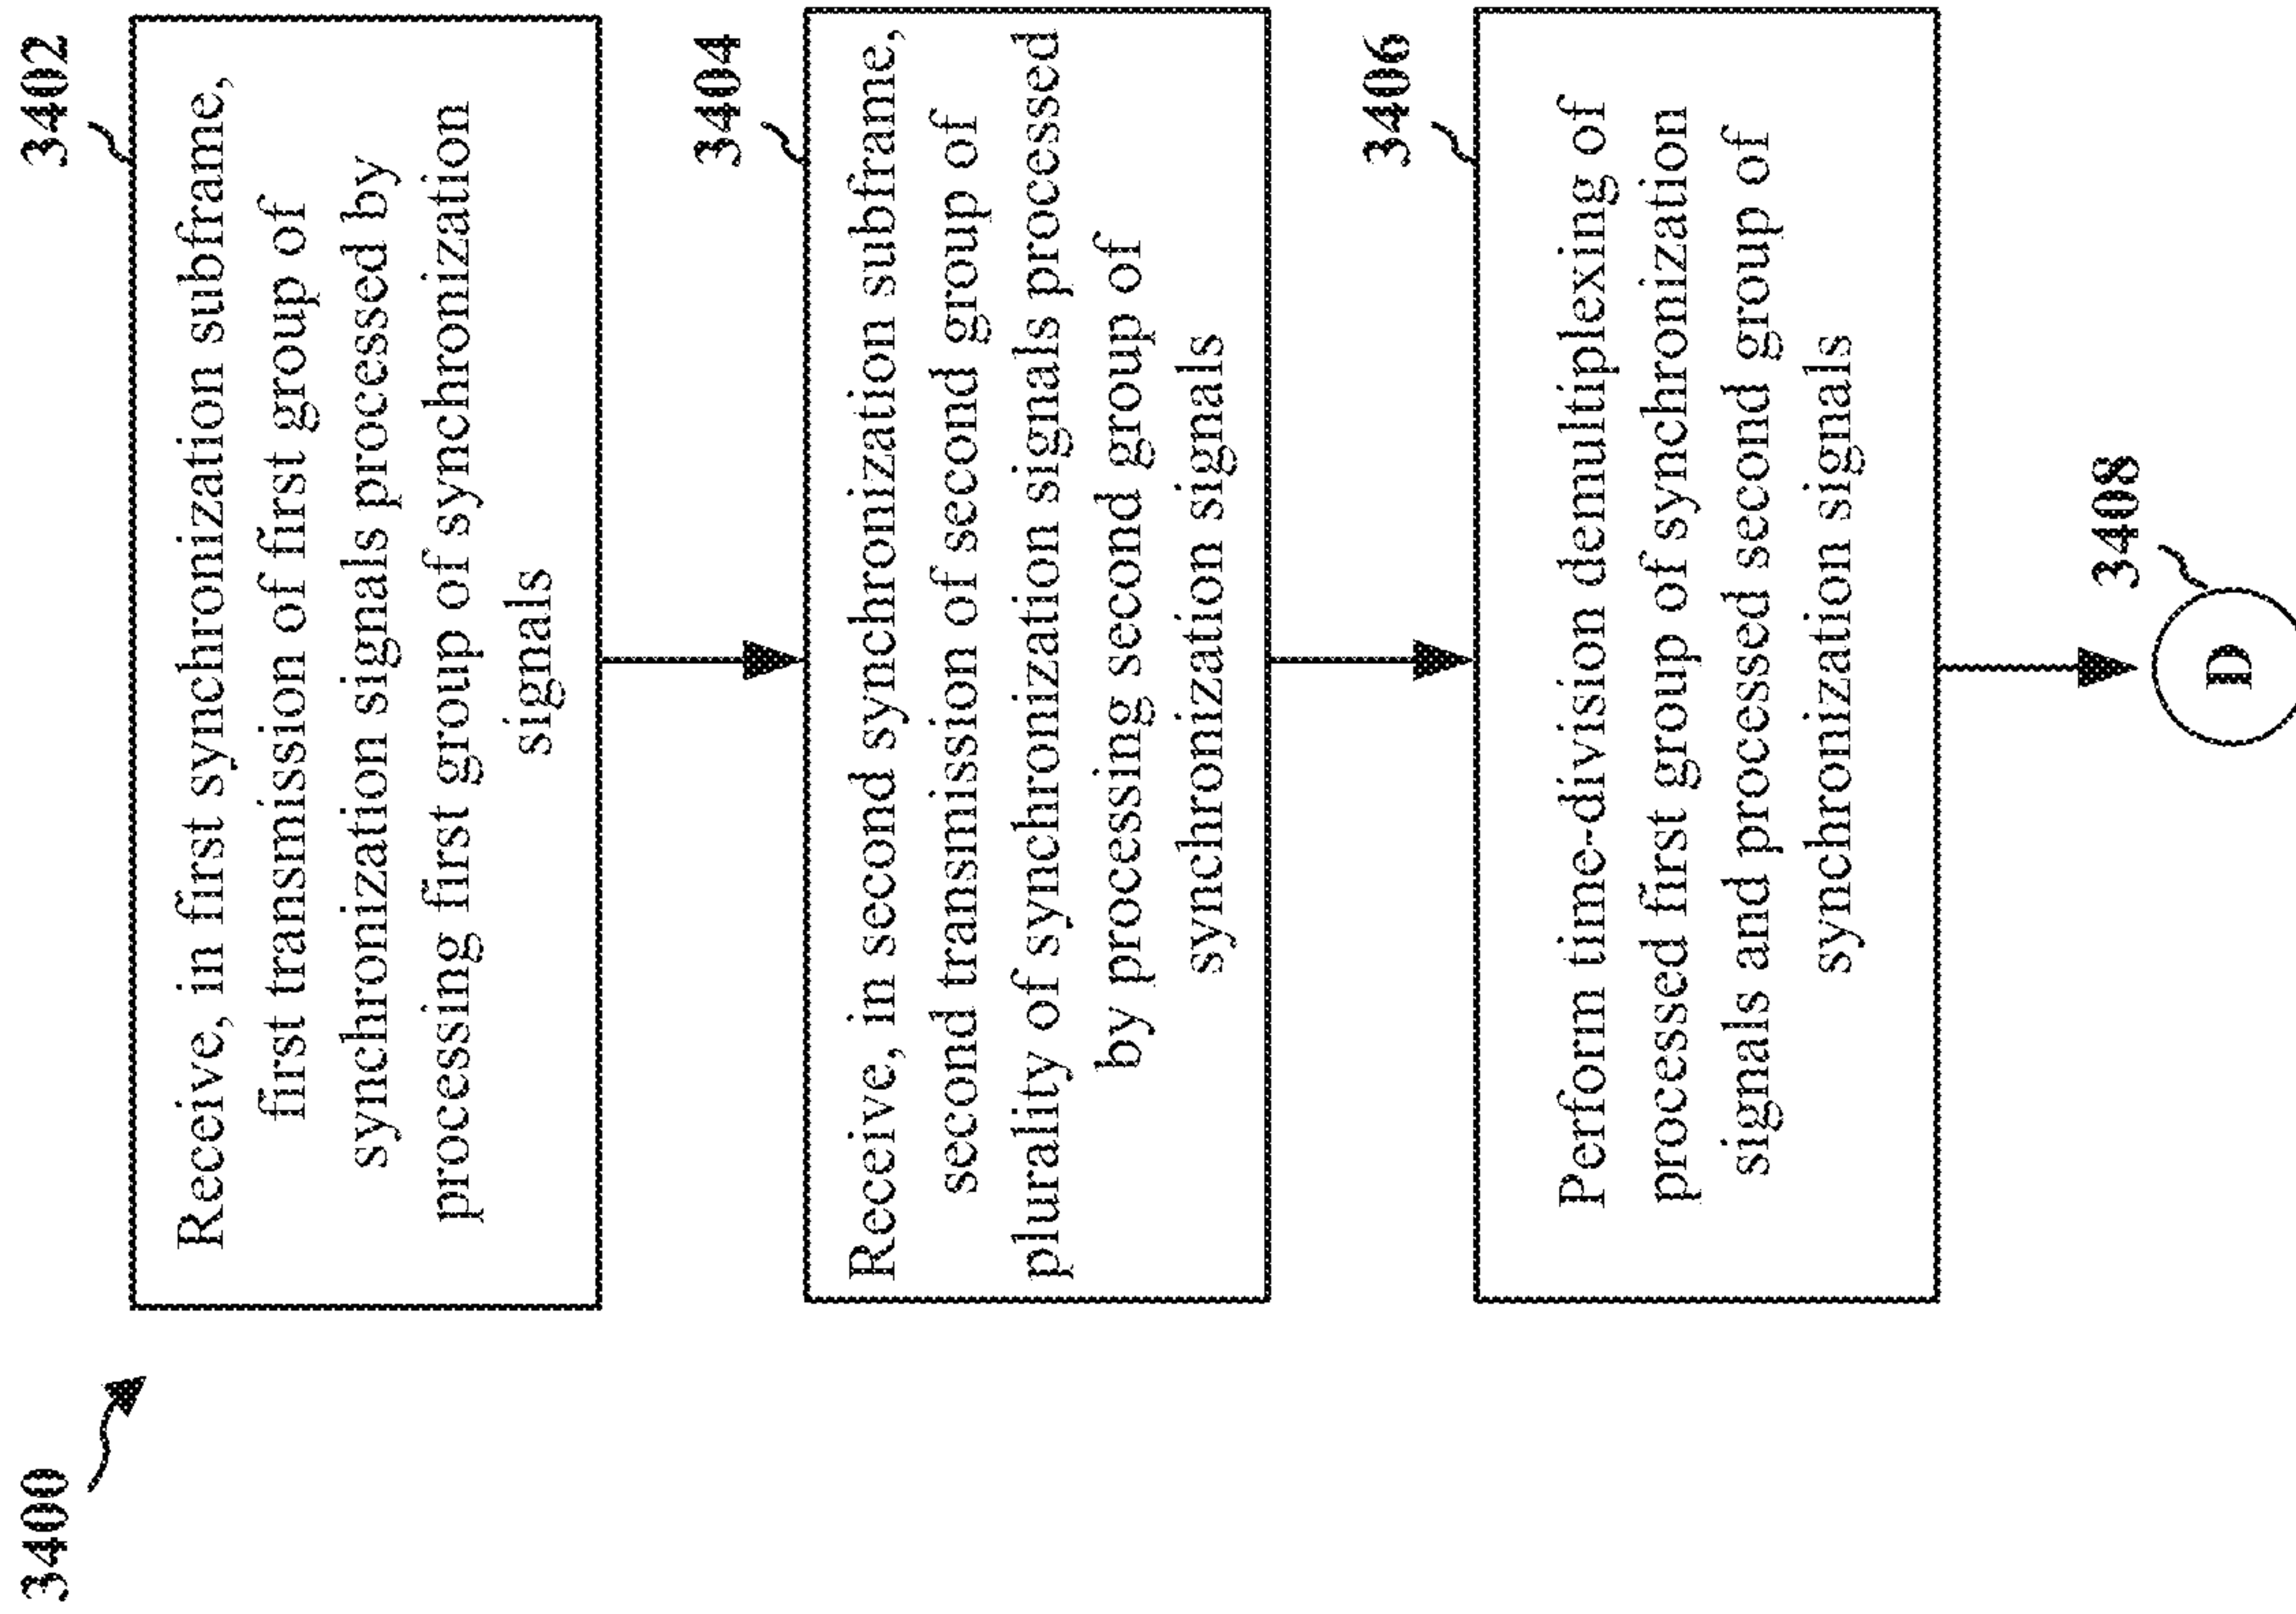 3400
3402
Receive, in first synchronization subframe,
first transmission of first group of
synchronization signals processed by
processing first group of synchronization
signals
3404
Receive, in second synchronization subframe,
second transmission of second group of
plurality of synchronization signals processed
by processing second group of
synchronization signals
3406
Perform time-division demultiplexing of
processed first group of synchronization
signals and processed second group of
synchronization signals
3408
D